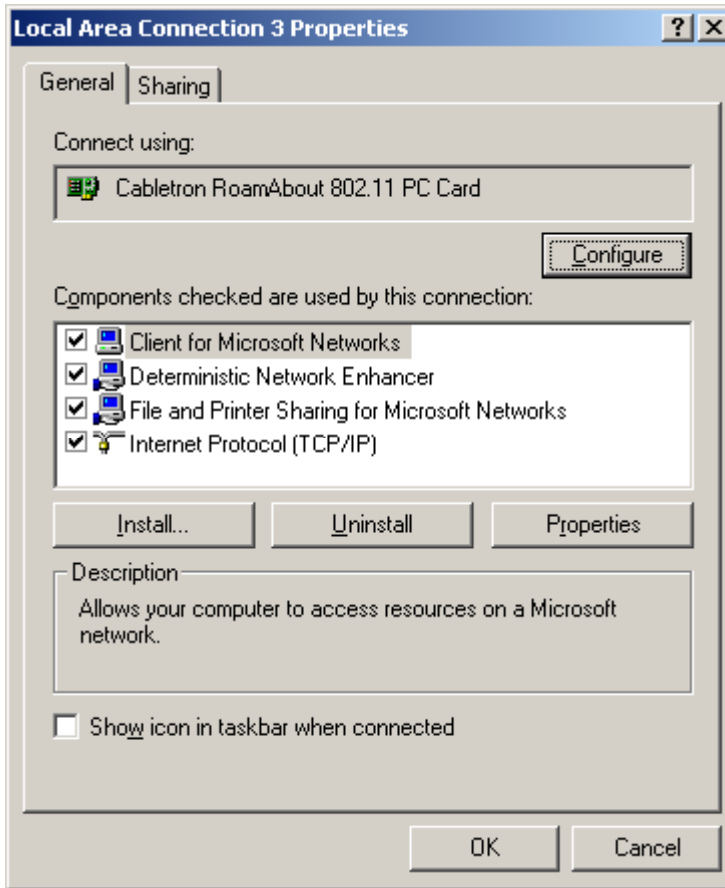 Local Area Connection 3 Properties
General
Sharing
Connect using:
Cabletron RoamAbout 802.11 PC Card
Configure
Components checked are used by this connection:
Client for Microsoft Networks
Deterministic Network Enhancer
File and Printer Sharing for Microsoft Networks
Internet Protocol (TCP/IP)
Install...
Uninstall
Properties
Description
Allows your computer to access resources on a Microsoft
network.
Show icon in taskbar when connected
OK
Cancel